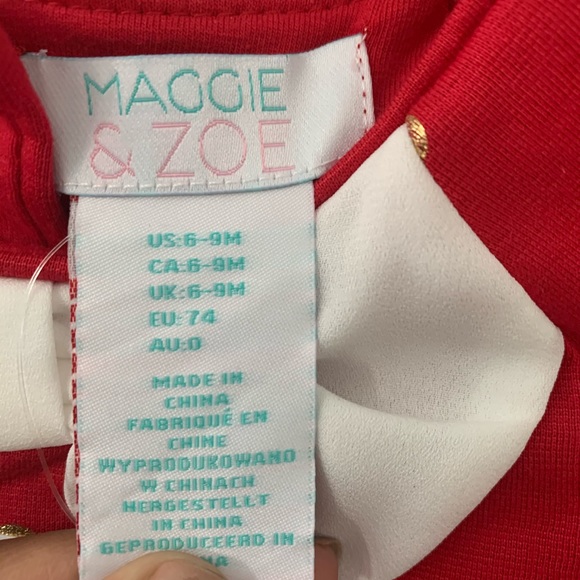 MAGGIE
& ZOE
US:6-9M
CA:6-9M
UK:6-9M
EU:74
AU:0
MADE IN
CHINA
FABRIQUÉ EN
CHINE
WYPRODUKOWANO
W CHINACH
HERGESTELLT
IN CHINA
GEPRODUCEERD IN